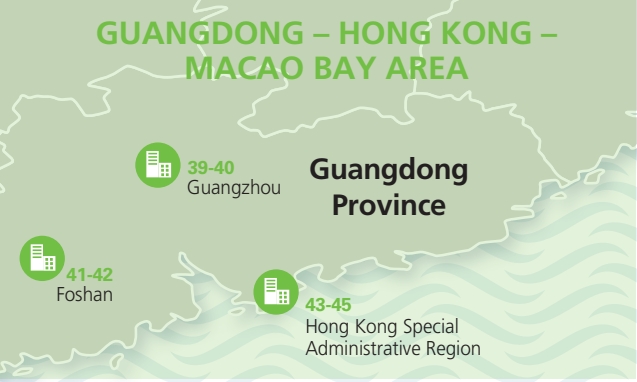 GUANGDONG – HONG KONG –
MACAO BAY AREA
39-40
Guangzhou
Guangdong
Province
41-42
Foshan
43-45
Hong Kong Special
Administrative Region